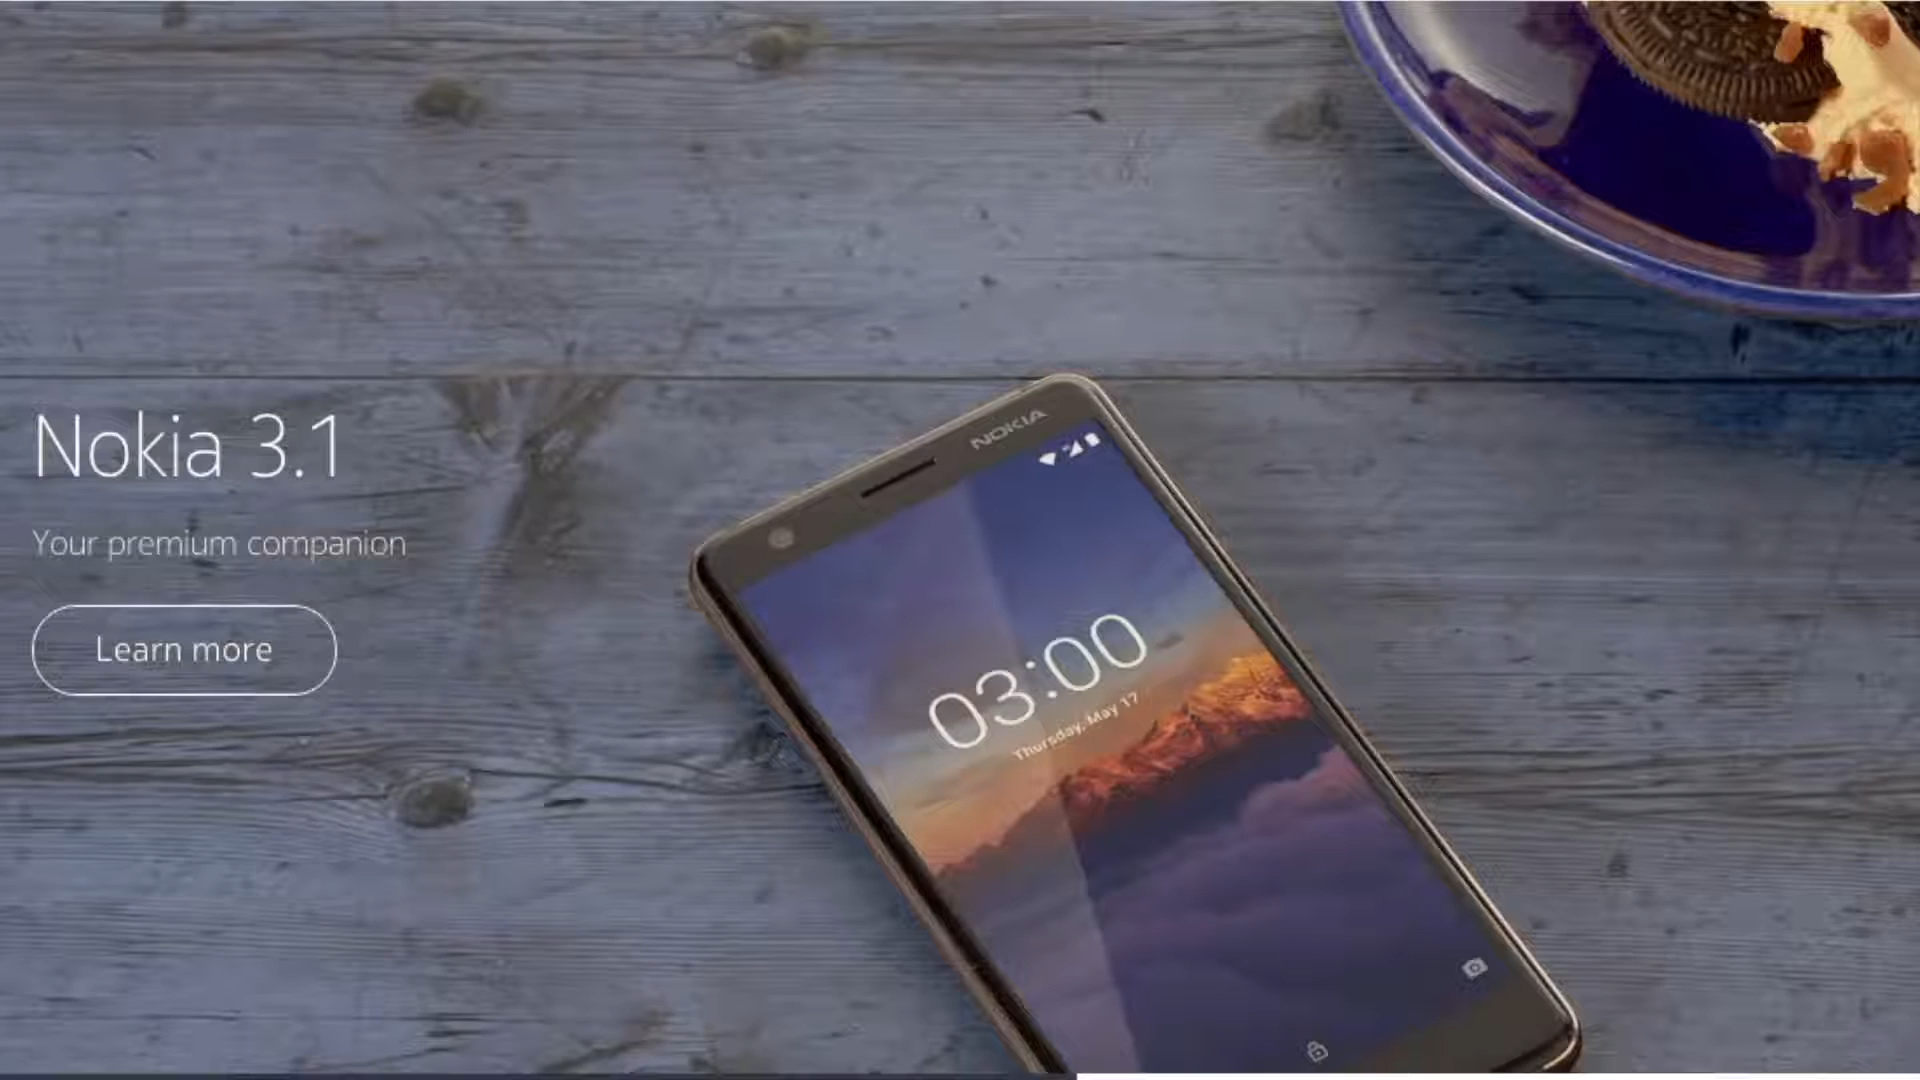 Nokia 3.1
Your premium companion
Learn more
NOKIA
03:00
Thursday, May 17